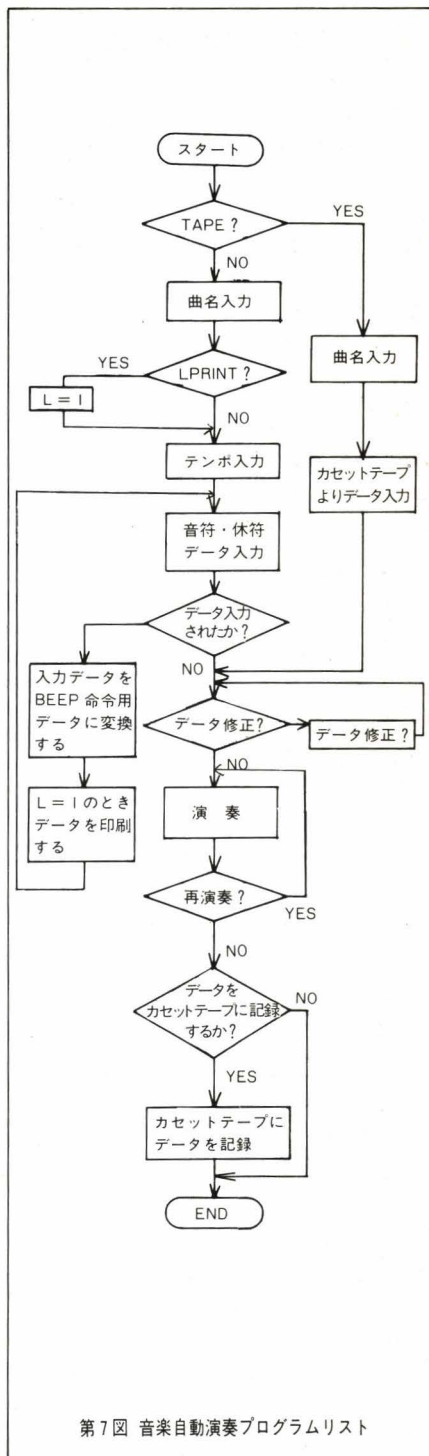 スタート
TAPE ?
YES
NO
曲名入力
曲名入力
YES
LPRINT ?
L = 1
NO
テンポ入力
カセットテープ
よりデータ入力
音符・休符
データ入力
データ入力
されたか?
NO
入力データを
BEEP 命令用
データに変換
する
データ修正?
データ修正?
NO
L = 1 のとき
データを印刷
する
演 奏
再演奏?
YES
NO
データを
カセットテープに記録
するか?
NO
YES
カセットテープに
データを記録
END
第7図 音楽自動演奏プログラムリスト